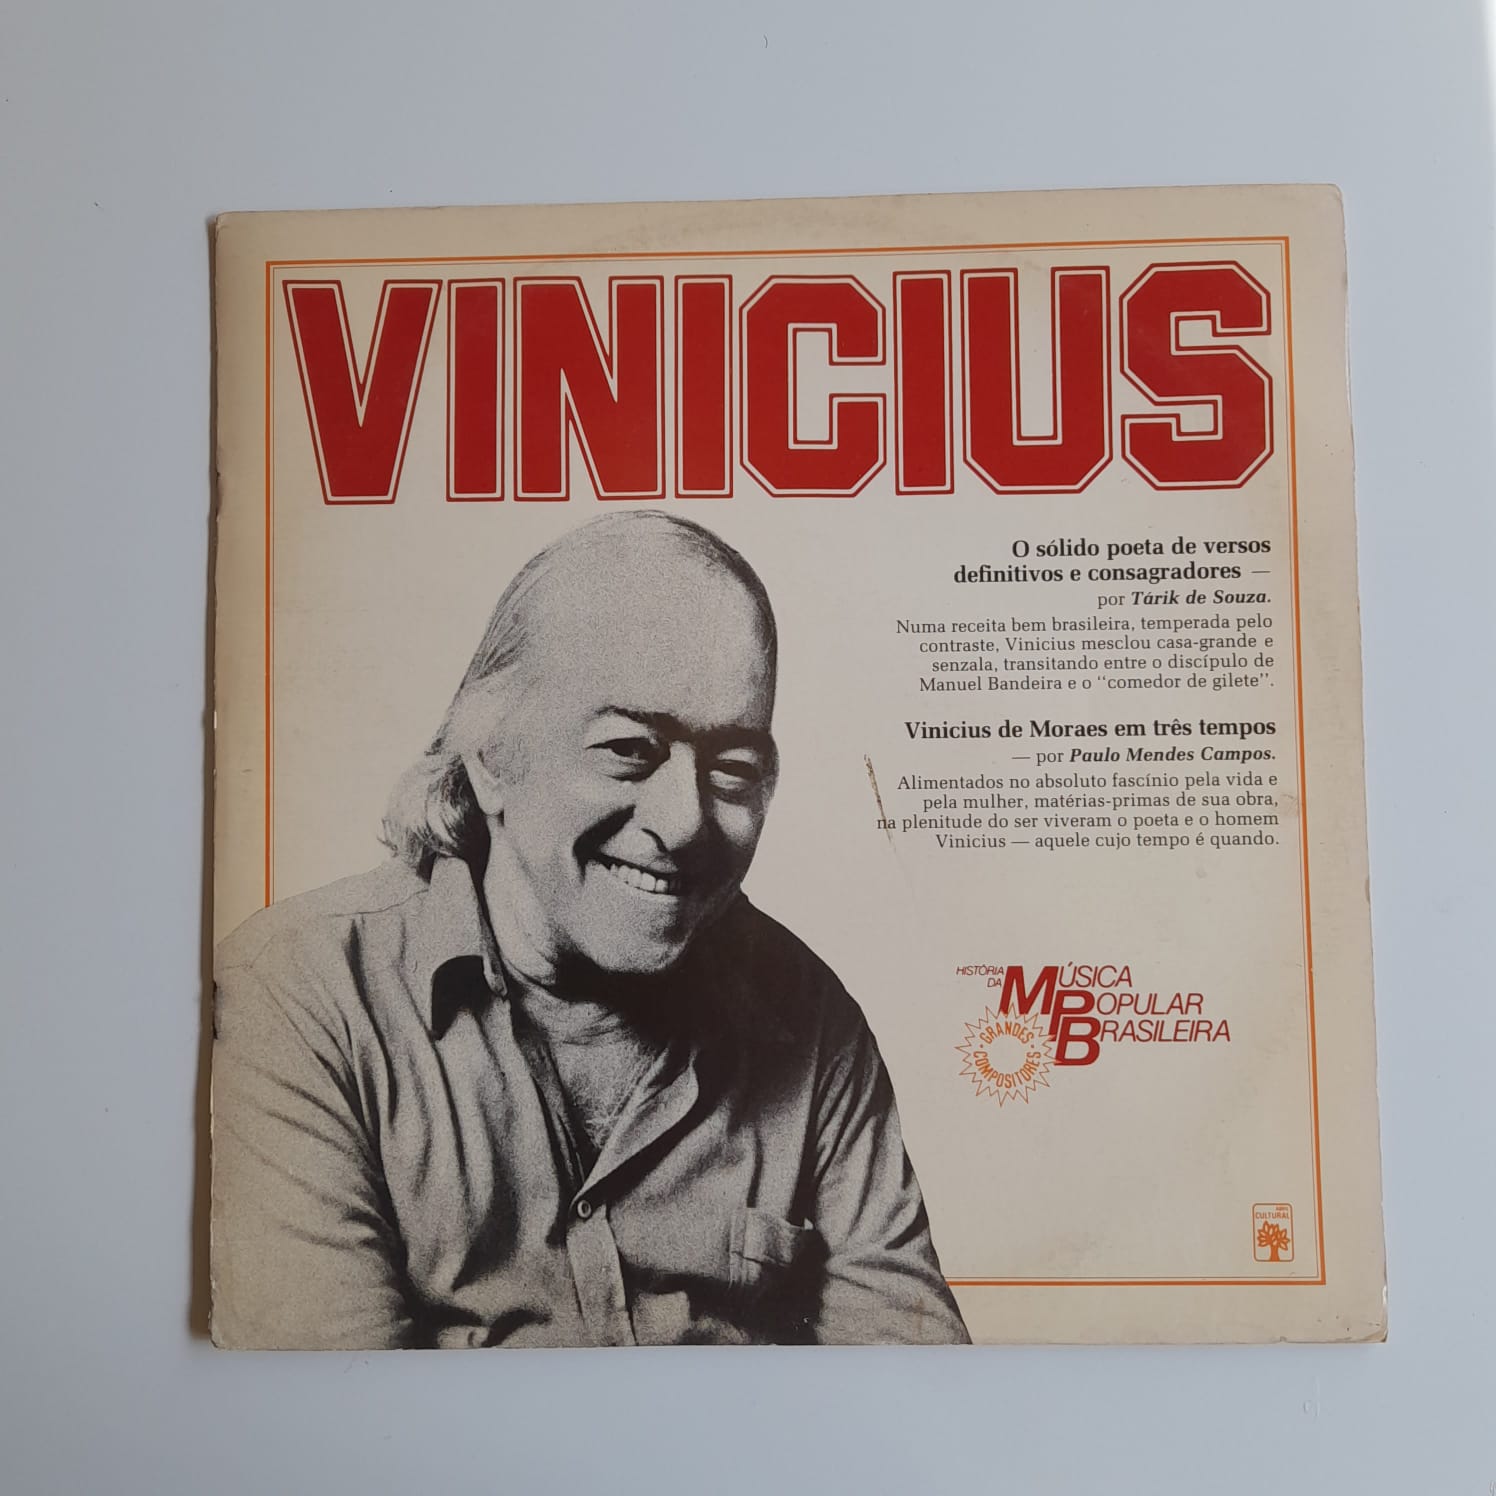 VINICIUS
O sólido poeta de versos
definitivos e consagradores —
por Tárik de Souza.
Numa receita bem brasileira, temperada pelo
contraste, Vinicius mesclou casa-grande e
senzala, transitando entre o discípulo de
Manuel Bandeira e o "comedor de gilete".
Vinicius de Moraes em três tempos
— por Paulo Mendes Campos.
Alimentados no absoluto fascínio pela vida e
pela mulher, matérias-primas de sua obra,
na plenitude do ser viveram o poeta e o homem
Vinicius — aquele cujo tempo é quando.
HISTÓRIA
DA
MÚSICA
POPULAR
BRASILEIRA
GRANDES
COMPOSITORES
ABRIL
CULTURAL